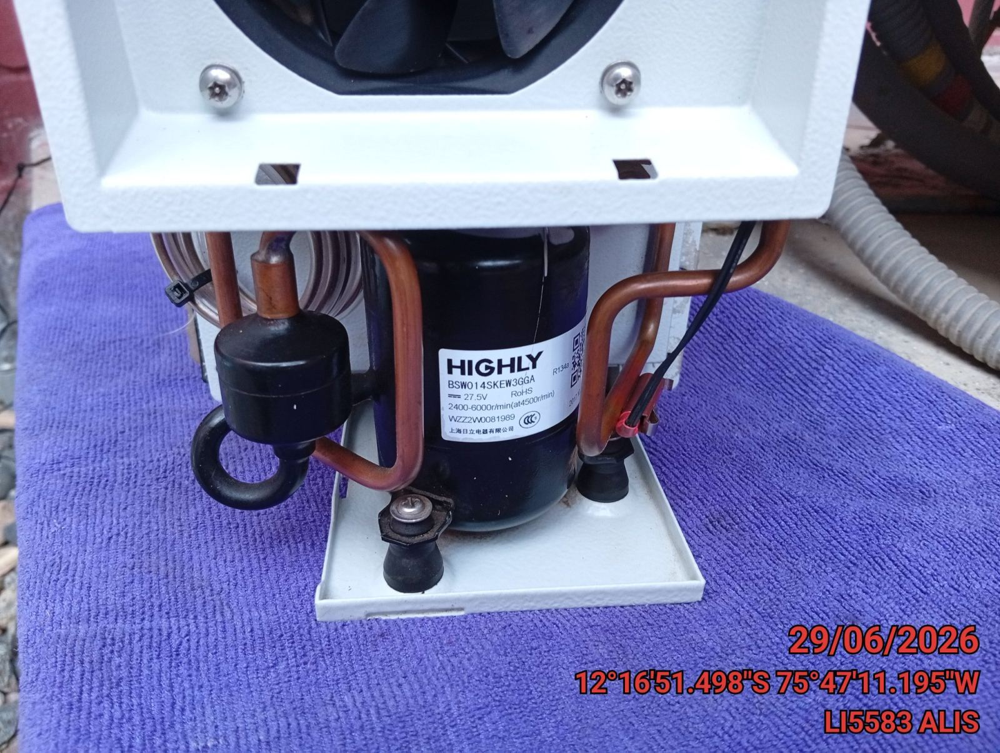 HIGHLY
BSW014SKEW3GGA
R134a
27.5V RoHS
2400-6000r/min(at4500r/min)
WZZ2W0081989
CCC
上海日立电器有限公司
29/06/2026
12°16'51.498"S 75°47'11.195"W
LI5583 ALIS